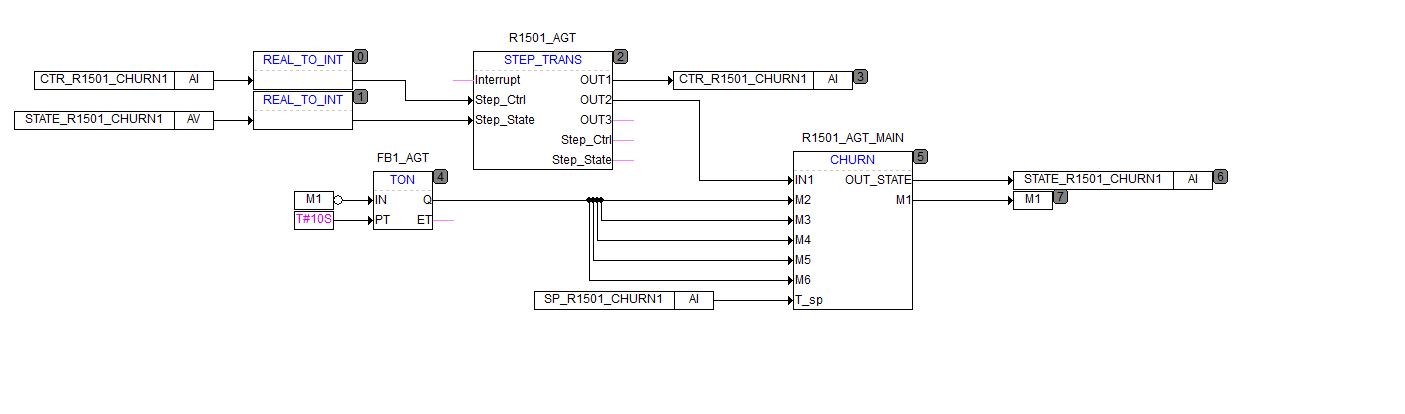 R1501_AGT
REAL_TO_INT 0
STEP_TRANS 2
CTR_R1501_CHURN1 AI
Interrupt OUT1
CTR_R1501_CHURN1 AI 3
REAL_TO_INT 1
Step_Ctrl OUT2
STATE_R1501_CHURN1 AV
Step_State OUT3
Step_Ctrl
Step_State
R1501_AGT_MAIN
FB1_AGT
CHURN 5
TON 4
IN1 OUT_STATE
STATE_R1501_CHURN1 AI 6
M1 IN Q
M2 M1
M1 7
T#10S PT ET
M3
M4
M5
M6
SP_R1501_CHURN1 AI
T_sp